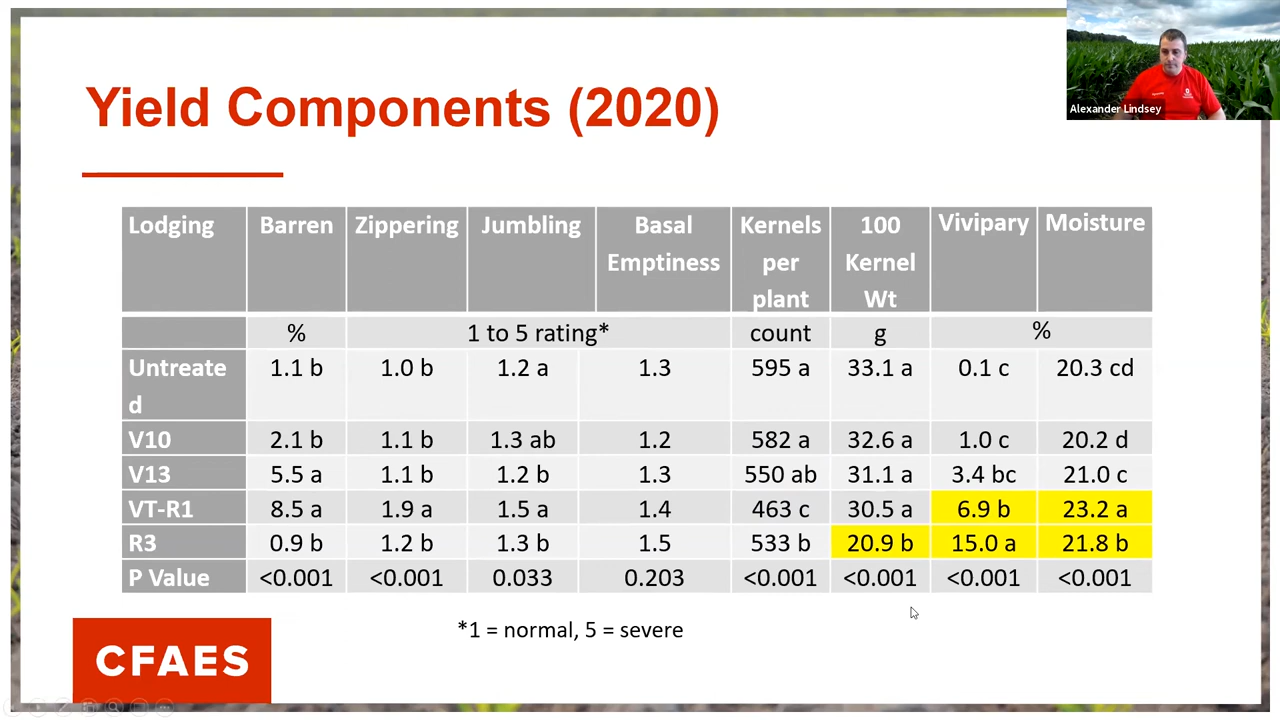 Alexander Lindsey
Yield Components (2020)
Lodging Barren Zippering Jumbling Basal Emptiness Kernels per plant 100 Kernel Wt Vivipary Moisture
% 1 to 5 rating* count g %
Untreated 1.1 b 1.0 b 1.2 a 1.3 595 a 33.1 a 0.1 c 20.3 cd
V10 2.1 b 1.1 b 1.3 ab 1.2 582 a 32.6 a 1.0 c 20.2 d
V13 5.5 a 1.1 b 1.2 b 1.3 550 ab 31.1 a 3.4 bc 21.0 c
VT-R1 8.5 a 1.9 a 1.5 a 1.4 463 c 30.5 a 6.9 b 23.2 a
R3 0.9 b 1.2 b 1.3 b 1.5 533 b 20.9 b 15.0 a 21.8 b
P Value <0.001 <0.001 0.033 0.203 <0.001 <0.001 <0.001 <0.001
*1 = normal, 5 = severe
CFAES